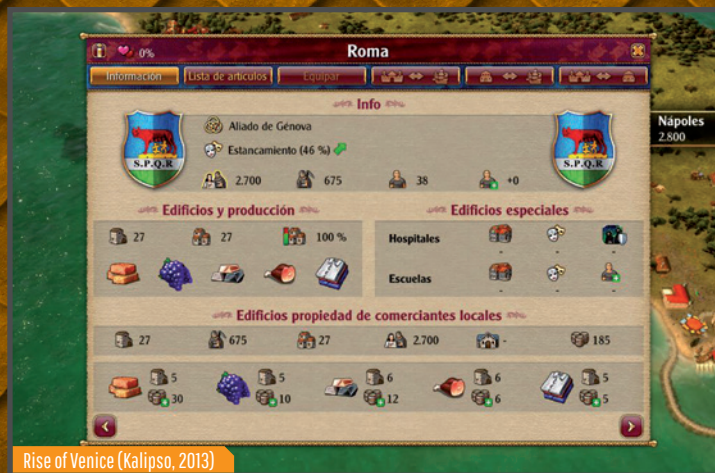 0%
Roma
Información
Lista de artículos
Equipar
Info
Aliado de Génova
Estancamiento (46 %)
2.700 675 38 +0
S.P.Q.R
S.P.Q.R
Nápoles
2.800
Edificios y producción
27 27 100 %
Edificios especiales
Hospitales
- - -
Escuelas
- - -
Edificios propiedad de comerciantes locales
27 675 27 2.700 - 185
5 5 6 6 5
30 10 12 6 5
Rise of Venice (Kalipso, 2013)